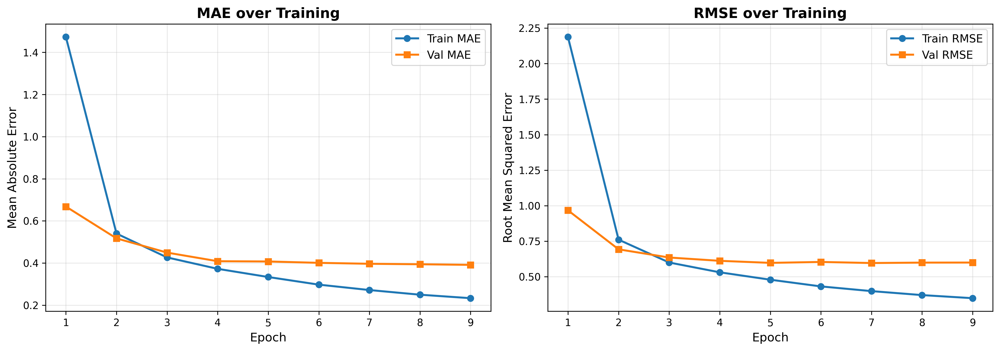 MAE over Training
Train MAE
Val MAE
Mean Absolute Error
1.4
1.2
1.0
0.8
0.6
0.4
0.2
1 2 3 4 5 6 7 8 9
Epoch
RMSE over Training
Train RMSE
Val RMSE
Root Mean Squared Error
2.25
2.00
1.75
1.50
1.25
1.00
0.75
0.50
1 2 3 4 5 6 7 8 9
Epoch